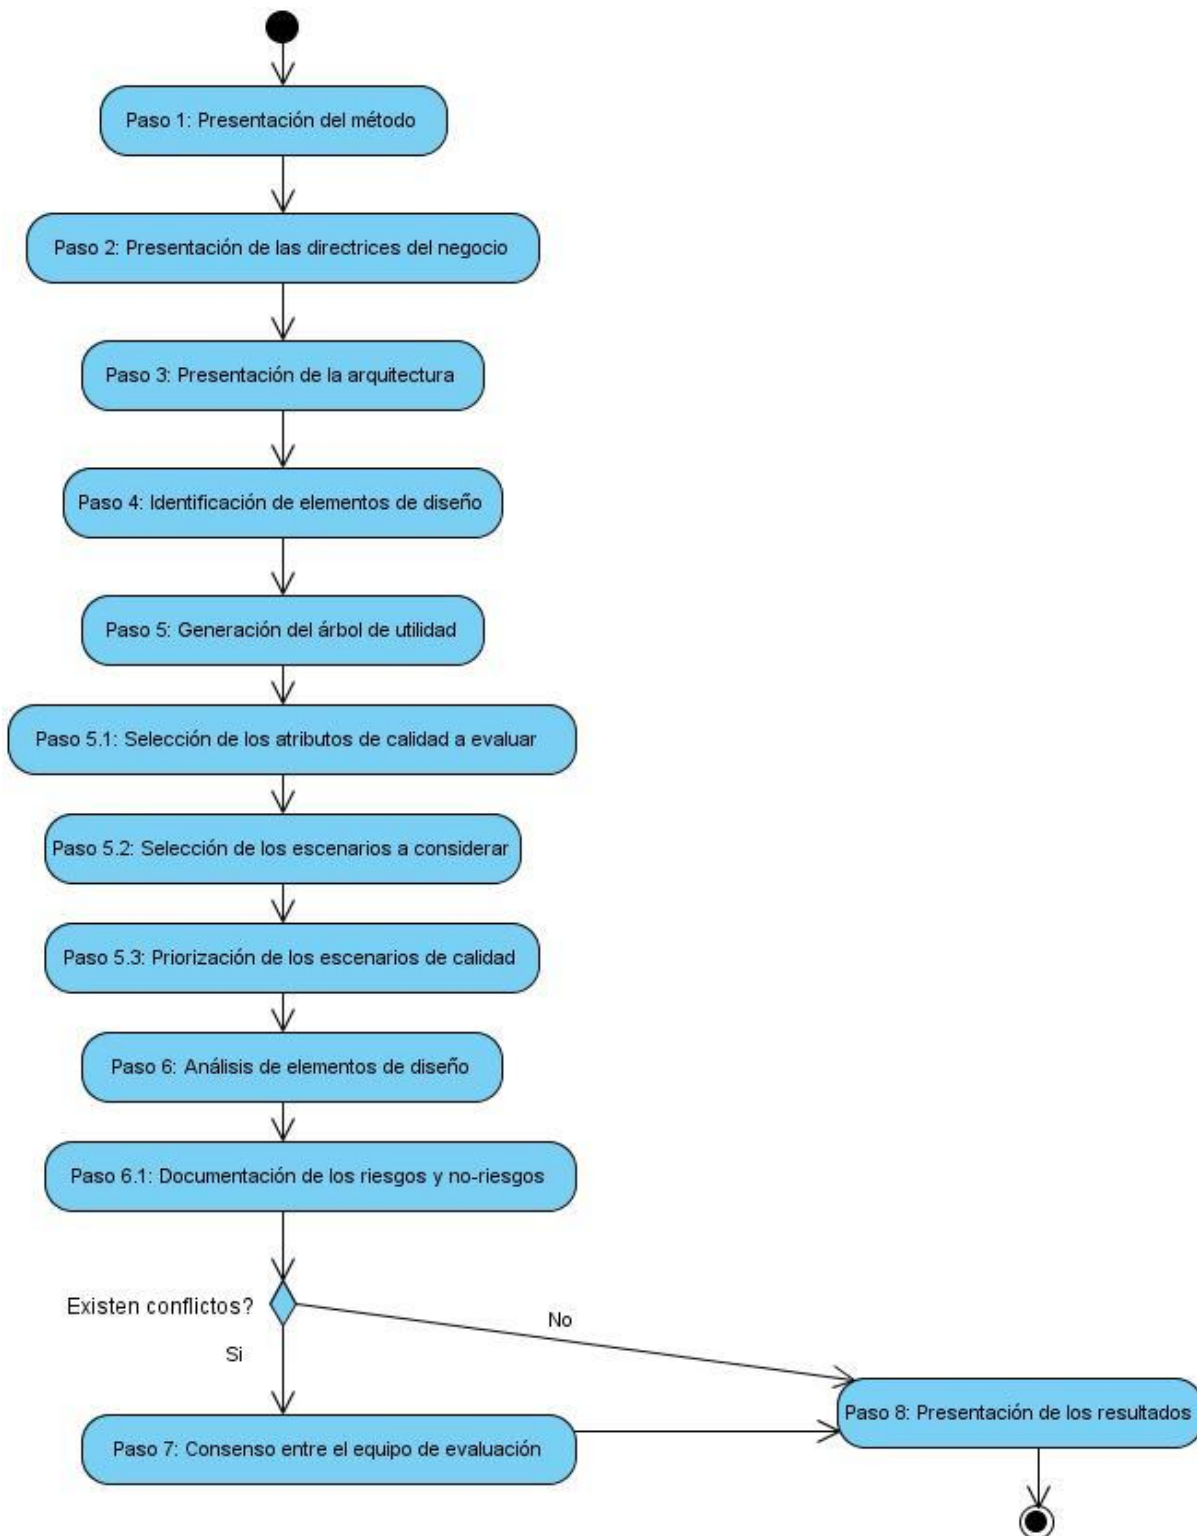 Paso 1: Presentación del método
Paso 2: Presentación de las directrices del negocio
Paso 3: Presentación de la arquitectura
Paso 4: Identificación de elementos de diseño
Paso 5: Generación del árbol de utilidad
Paso 5.1: Selección de los atributos de calidad a evaluar
Paso 5.2: Selección de los escenarios a considerar
Paso 5.3: Priorización de los escenarios de calidad
Paso 6: Análisis de elementos de diseño
Paso 6.1: Documentación de los riesgos y no-riesgos
Existen conflictos?
No
Si
Paso 8: Presentación de los resultados
Paso 7: Consenso entre el equipo de evaluación